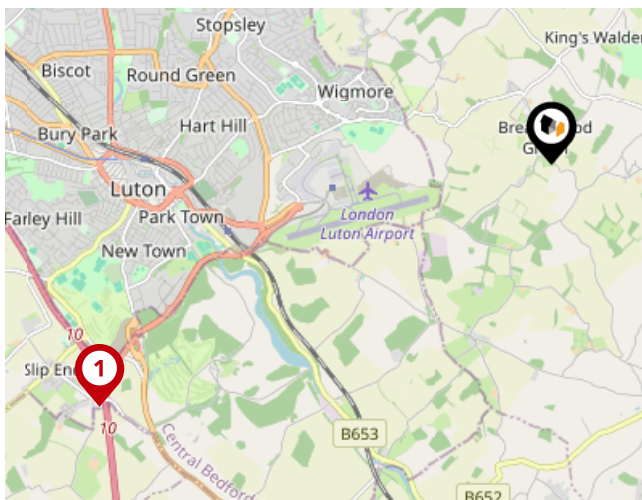 Stopsley
King's Walden
Biscot
Round Green
Wigmore
Bury Park
Hart Hill
Luton
Park Town
London
Luton Airport
Farley Hill
New Town
10
Slip End
1
10
B653
Central Bedford
B652